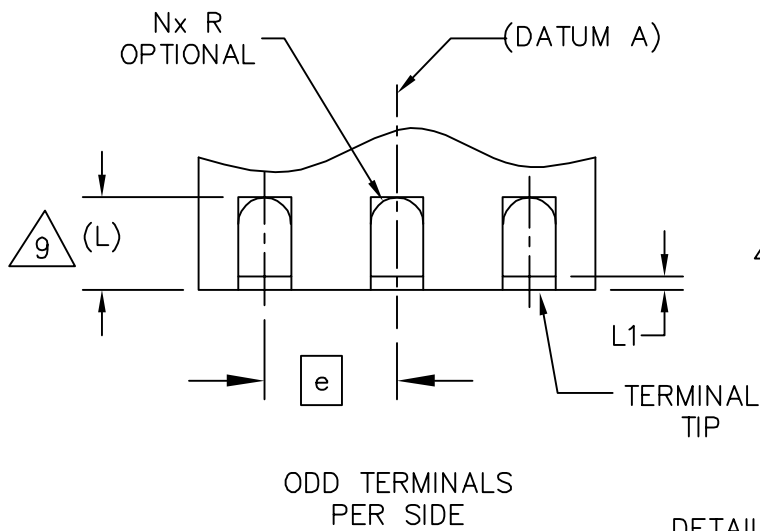 Nx R
OPTIONAL
(DATUM A)
9
(L)
L1
e
TERMINAL
TIP
ODD TERMINALS
PER SIDE
DETAIL